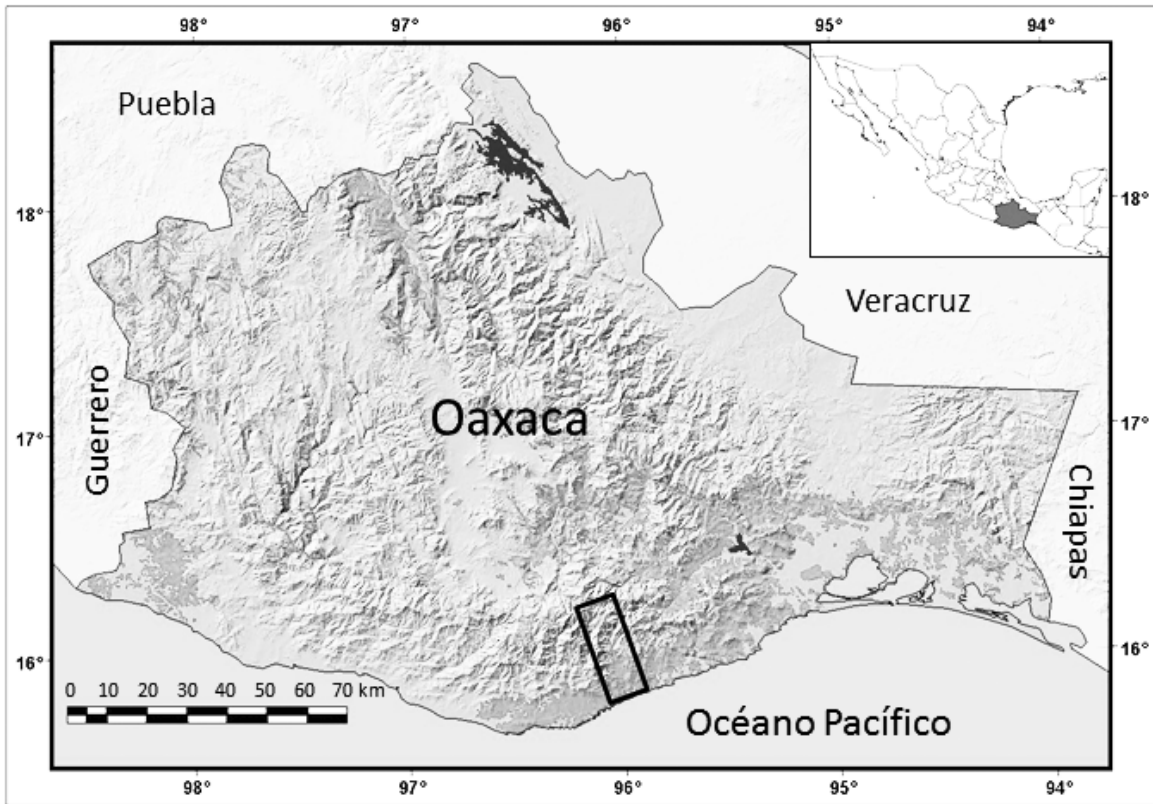 98° 97° 96° 95° 94°
Puebla
18° 18°
Veracruz
Guerrero
Oaxaca
17° 17°
Chiapas
16° 16°
0 10 20 30 40 50 60 70 km
Océano Pacífico
98° 97° 96° 95° 94°